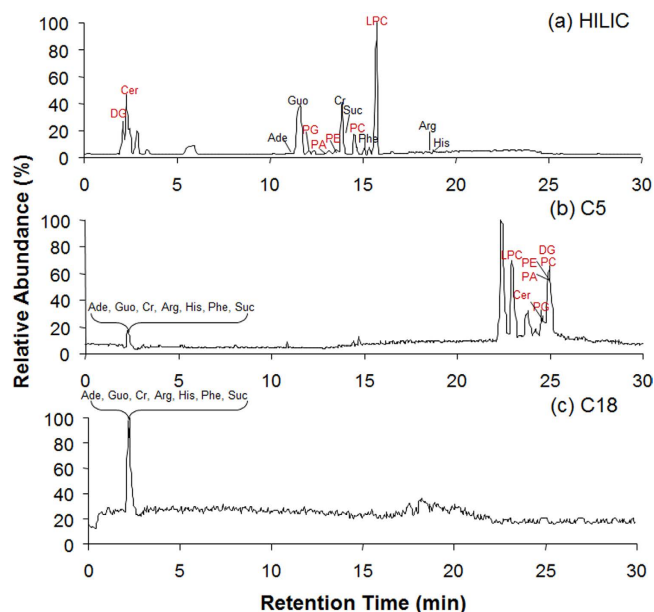 (a) HILIC
LPC
100
80
60
40
20
0
DG
Cer
Ade
Guo
PG
PA
PE
Cr
Suc
PC
Phe
Arg
His
0 5 10 15 20 25 30
(b) C5
100
80
60
40
20
0
Ade, Guo, Cr, Arg, His, Phe, Suc
LPC
PE
PA
DG
PC
Cer
PG
0 5 10 15 20 25 30
(c) C18
Ade, Guo, Cr, Arg, His, Phe, Suc
100
80
60
40
20
0
0 5 10 15 20 25 30
Relative Abundance (%)
Retention Time (min)